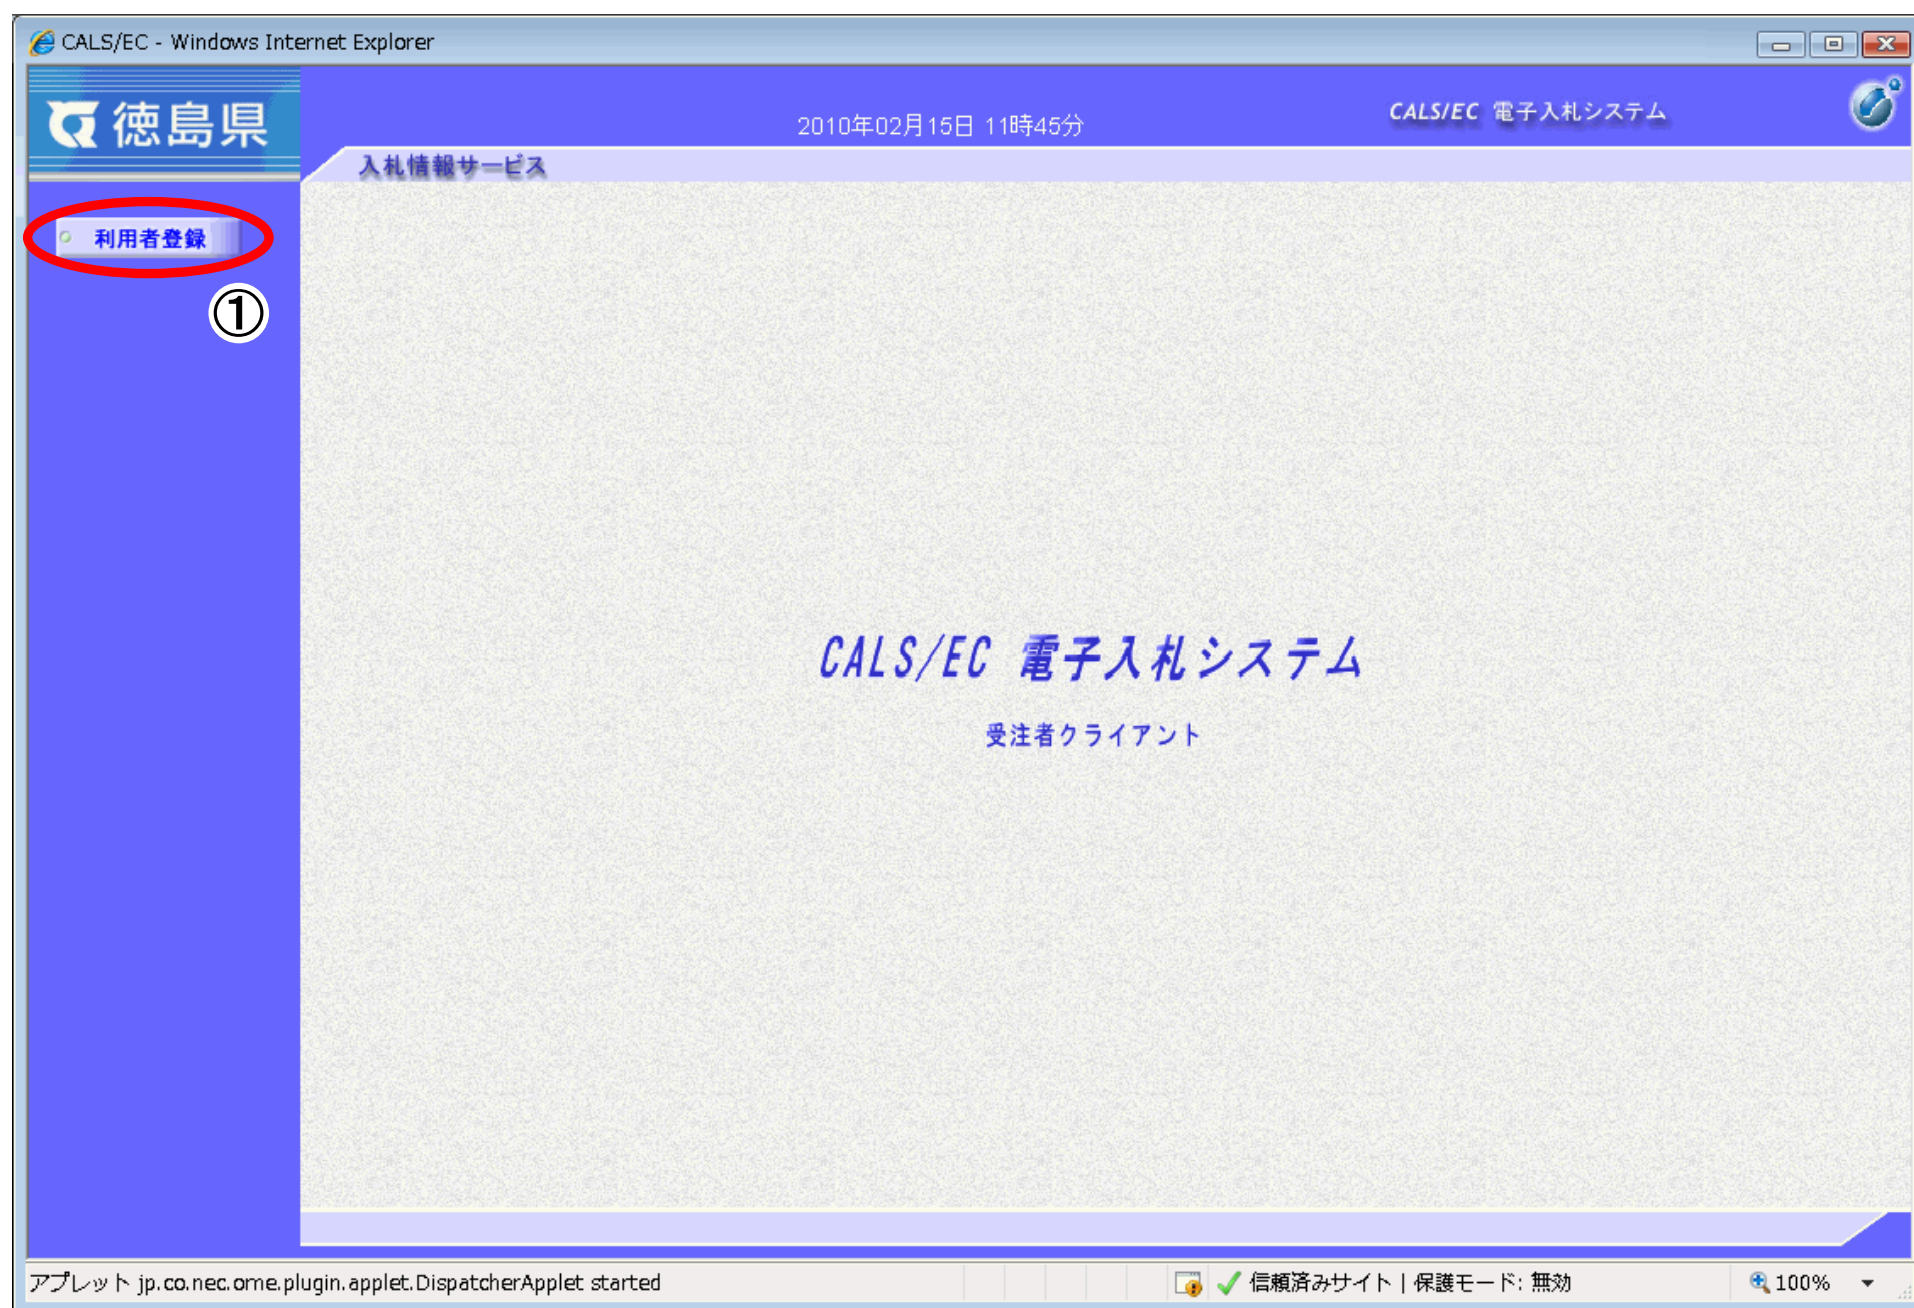 CALS/EC - Windows Internet Explorer
徳島県
2010年02月15日 11時45分
CALS/EC 電子入札システム
入札情報サービス
利用者登録
①
CALS/EC 電子入札システム
受注者クライアント
アプレット jp.co.nec.ome.plugin.applet.DispatcherApplet started
信頼済みサイト | 保護モード: 無効
100%